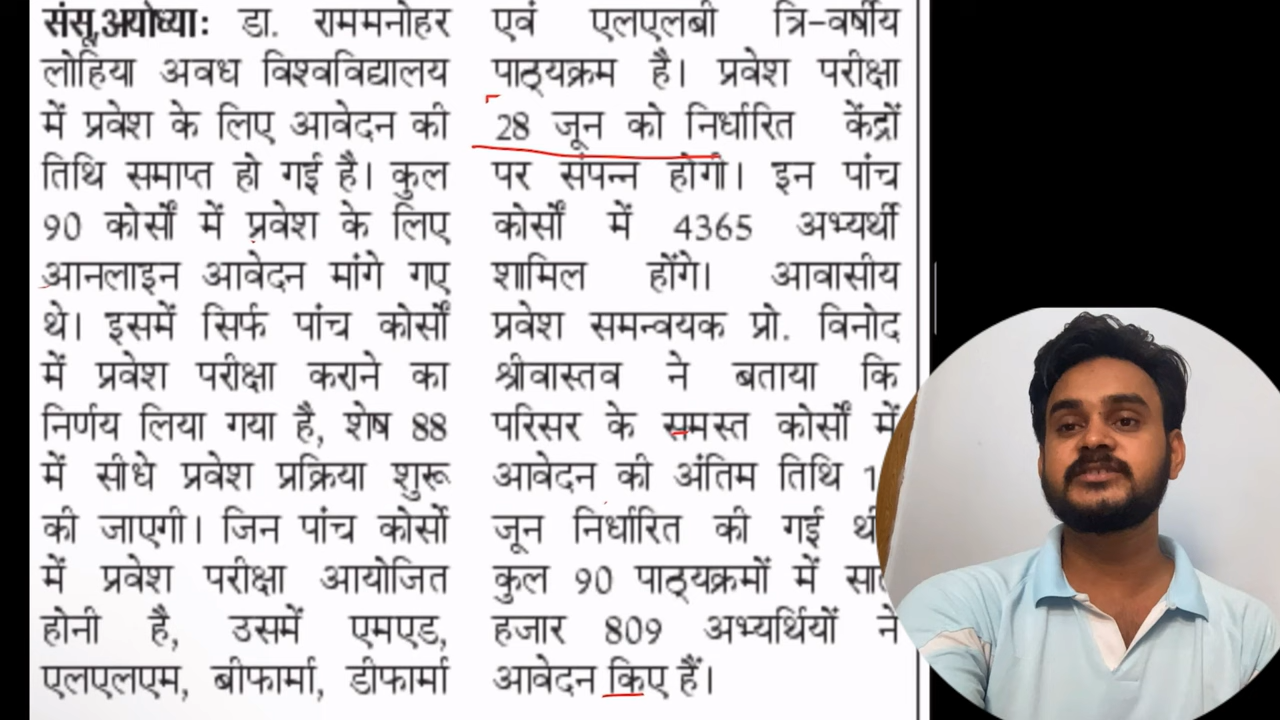 संसू,अयोध्याः डा. राममनोहर
लोहिया अवध विश्वविद्यालय
में प्रवेश के लिए आवेदन की
तिथि समाप्त हो गई है। कुल
90 कोर्सों में प्रवेश के लिए
आनलाइन आवेदन मांगे गए
थे। इसमें सिर्फ पांच कोर्सों
में प्रवेश परीक्षा कराने का
निर्णय लिया गया है, शेष 88
में सीधे प्रवेश प्रक्रिया शुरू
की जाएगी। जिन पांच कोर्सों
में प्रवेश परीक्षा आयोजित
होनी है, उसमें एमएड,
एलएलएम, बीफार्मा, डीफार्मा
एवं एलएलबी त्रि-वर्षीय
पाठ्यक्रम है। प्रवेश परीक्षा
28 जून को निर्धारित केंद्रों
पर संपन्न होगी। इन पांच
कोर्सों में 4365 अभ्यर्थी
शामिल होंगे। आवासीय
प्रवेश समन्वयक प्रो. विनोद
श्रीवास्तव ने बताया कि
परिसर के समस्त कोर्सों में
आवेदन की अंतिम तिथि
जून निर्धारित की गई
कुल 90 पाठ्यक्रमों में
हजार 809 अभ्यर्थियों ने
आवेदन किए हैं।